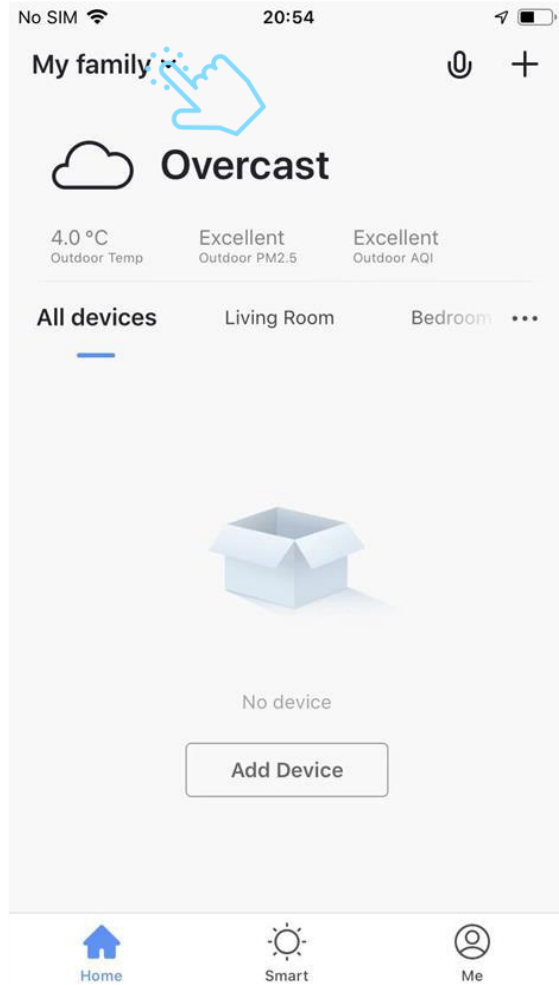 No SIM 20:54
My family
Overcast
4.0 °C Excellent Excellent
Outdoor Temp Outdoor PM2.5 Outdoor AQI
All devices Living Room Bedroom •••
No device
Add Device
Home Smart Me